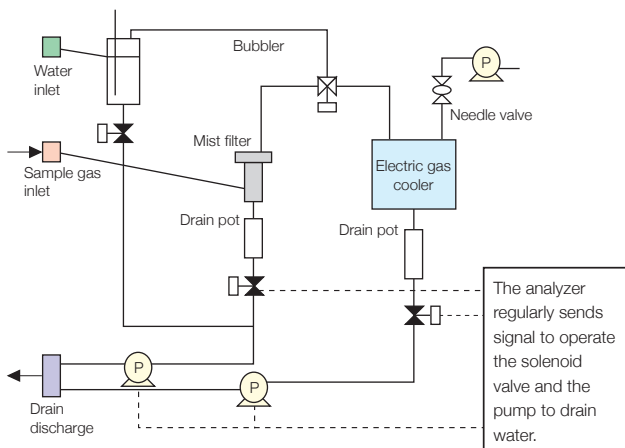 Water
inlet
Bubbler
P
Needle valve
Mist filter
Sample gas
inlet
Electric gas
cooler
Drain pot
Drain pot
The analyzer
regularly sends
signal to operate
the solenoid
valve and the
pump to drain
water.
P
P
Drain
discharge